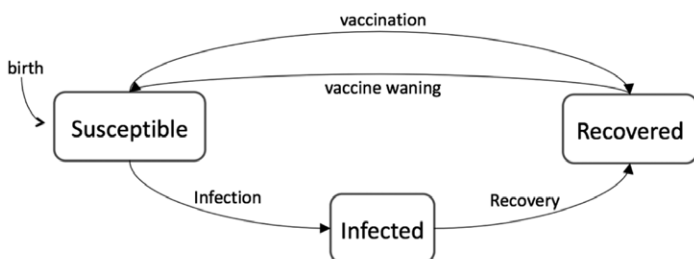 vaccination
birth
vaccine waning
Susceptible
Recovered
Infection
Recovery
Infected